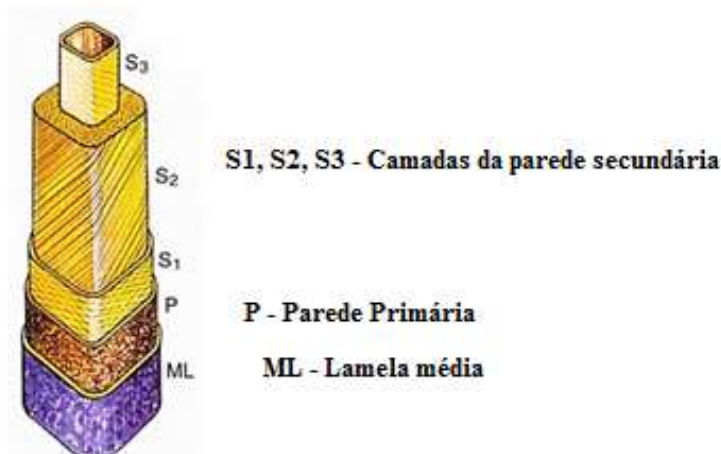 S3
S2
S1, S2, S3 - Camadas da parede secundária
S1
P
P - Parede Primária
ML
ML - Lamela média